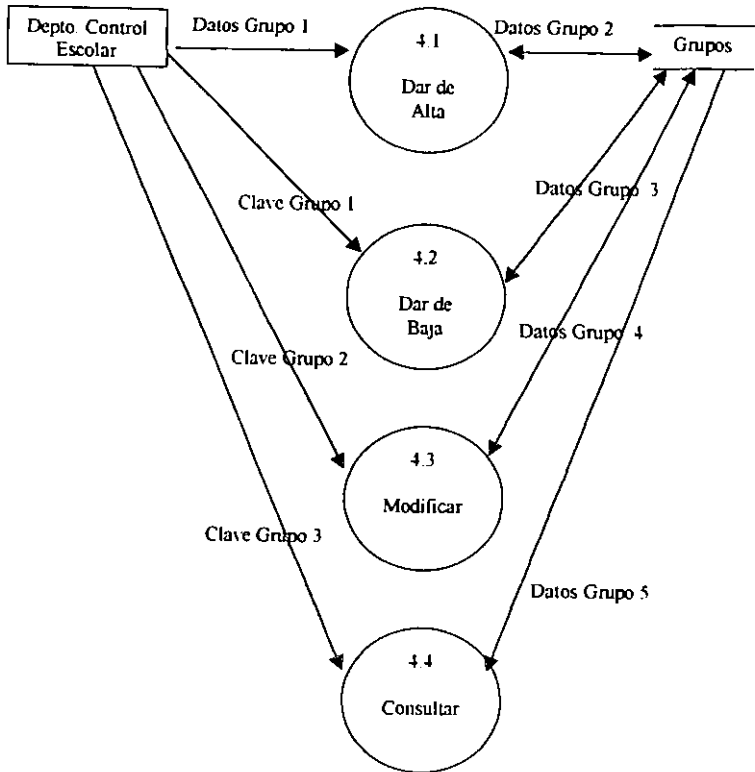 Depto. Control
Escolar
Datos Grupo 1
4.1
Dar de
Alta
Datos Grupo 2
Grupos
Clave Grupo 1
4.2
Dar de
Baja
Datos Grupo 3
Clave Grupo 2
Datos Grupo 4
4.3
Modificar
Clave Grupo 3
Datos Grupo 5
4.4
Consultar